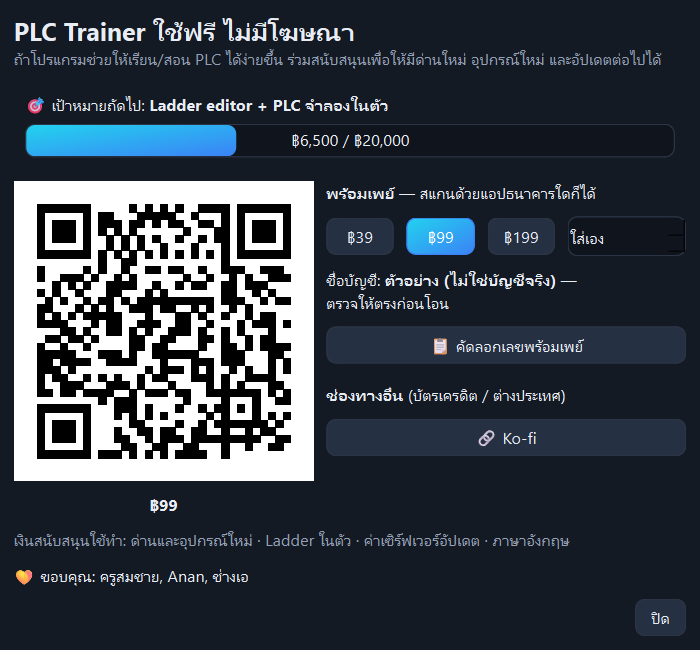 PLC Trainer ใช้ฟรี ไม่มีโฆษณา
ถ้าโปรแกรมช่วยให้เรียน/สอน PLC ได้ง่ายขึ้น ร่วมสนับสนุนเพื่อให้มีด่านใหม่ อุปกรณ์ใหม่ และอัปเดตต่อไปได้
🎯 เป้าหมายถัดไป: Ladder editor + PLC จำลองในตัว
฿6,500 / ฿20,000
พร้อมเพย์ — สแกนด้วยแอปธนาคารใดก็ได้
฿39 ฿99 ฿199 ใส่เอง
ชื่อบัญชี: ตัวอย่าง (ไม่ใช่บัญชีจริง) —
ตรวจให้ตรงก่อนโอน
📋 คัดลอกเลขพร้อมเพย์
ช่องทางอื่น (บัตรเครดิต / ต่างประเทศ)
🔗 Ko-fi
฿99
เงินสนับสนุนใช้ทำ: ด่านและอุปกรณ์ใหม่ · Ladder ในตัว · ค่าเซิร์ฟเวอร์อัปเดต · ภาษาอังกฤษ
🧡 ขอบคุณ: ครูสมชาย, Anan, ช่างเอ
ปิด